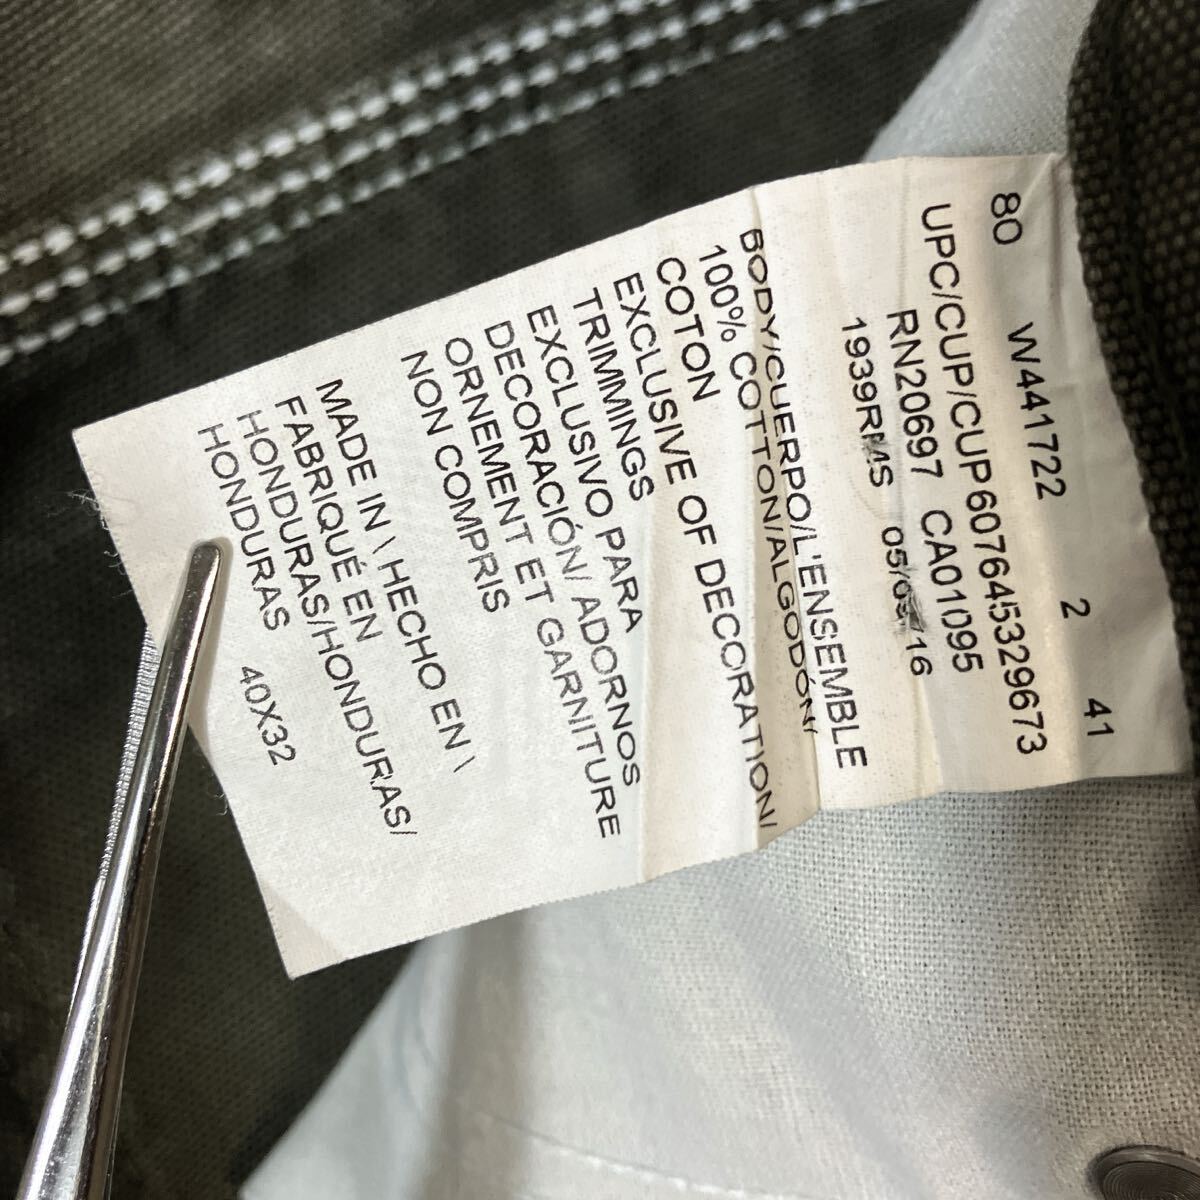 80 W441722 2 41
UPC/CUP/CUP607645329673
RN20697 CA01095
1939RMS
BODY/CUERPO/L'ENSEMBLE
100% COTTON/ALGODÓN/
COTON
EXCLUSIVE OF DECORATION/
TRIMMINGS
EXCLUSIVO PARA
DECORACIÓN/ ADORNOS
ORNEMENT ET GARNITURE
NON COMPRIS
MADE IN \ HECHO EN \
FABRIQUÉ EN
HONDURAS/HONDURAS/
HONDURAS 40X32